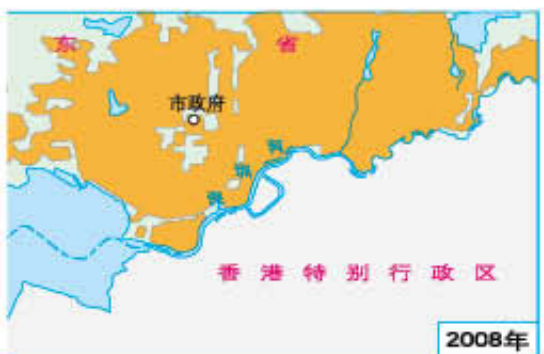 东 省
市政府
深圳河
香港特别行政区
2008年